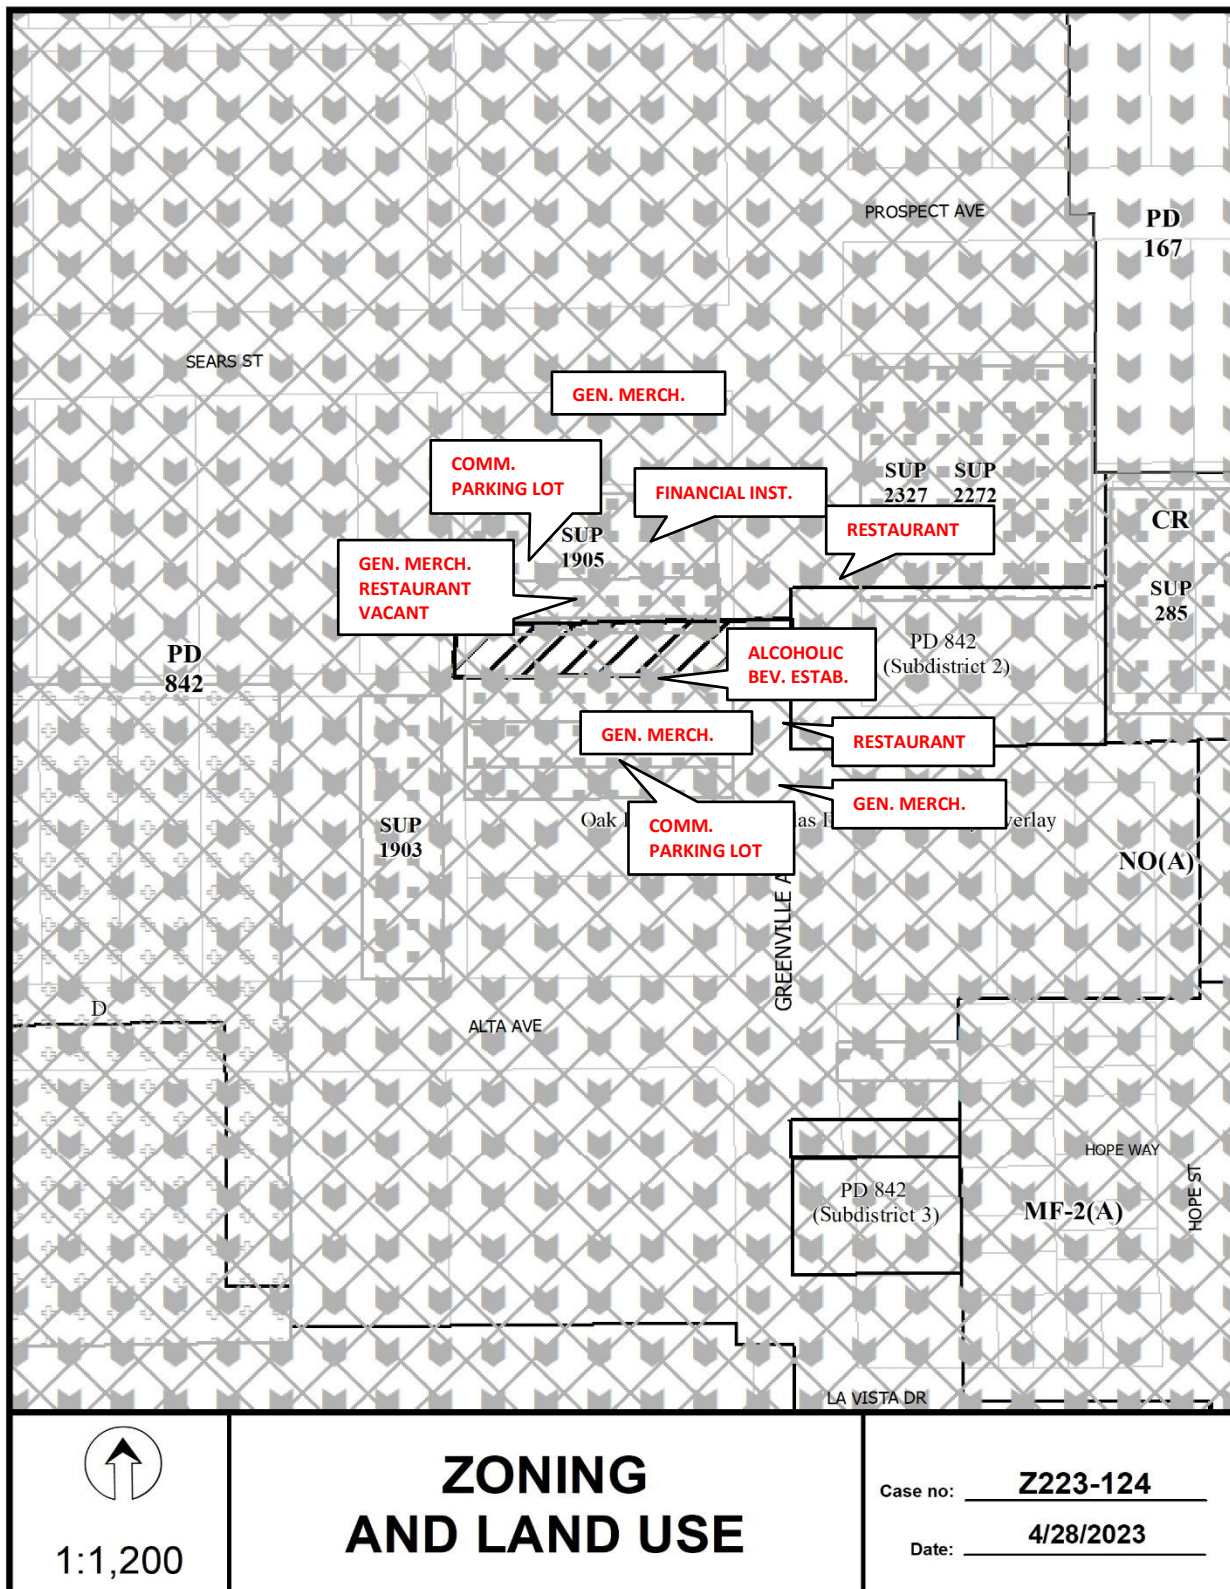 PROSPECT AVE
PD
167
SEARS ST
GEN. MERCH.
COMM.
PARKING LOT
FINANCIAL INST.
SUP
2327
SUP
2272
RESTAURANT
CR
SUP
1905
GEN. MERCH.
RESTAURANT
VACANT
SUP
285
PD 842
(Subdistrict 2)
ALCOHOLIC
BEV. ESTAB.
PD
842
GEN. MERCH.
RESTAURANT
GEN. MERCH.
SUP
1903
Oak
COMM.
PARKING LOT
NO(A)
GREENVILLE
D
ALTA AVE
HOPE WAY
HOPE ST
PD 842
(Subdistrict 3)
MF-2(A)
LA VISTA DR
1:1,200
ZONING
AND LAND USE
Case no: Z223-124
Date: 4/28/2023